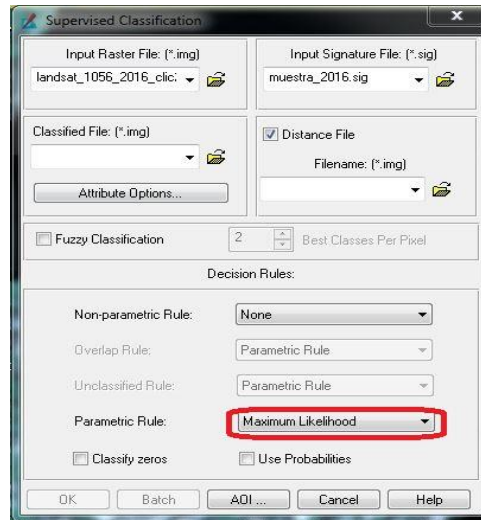 Supervised Classification
x
Input Raster File: (*.img)
Input Signature File: (*.sig)
landsat_1056_2016_clic:
muestra_2016.sig
Classified File: (*.img)
Distance File
Filename: (*.img)
Attribute Options...
Fuzzy Classification
2
Best Classes Per Pixel
Decision Rules:
Non-parametric Rule:
None
Overlap Rule:
Parametric Rule
Unclassified Rule:
Parametric Rule
Parametric Rule:
Maximum Likelihood
Classify zeros
Use Probabilities
OK
Batch
AOI ...
Cancel
Help